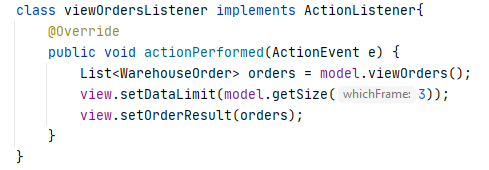 class viewOrdersListener implements ActionListener{
@Override
public void actionPerformed(ActionEvent e) {
List<WarehouseOrder> orders = model.viewOrders();
view.setDataLimit(model.getSize( whichFrame: 3));
view.setOrderResult(orders);
}
}